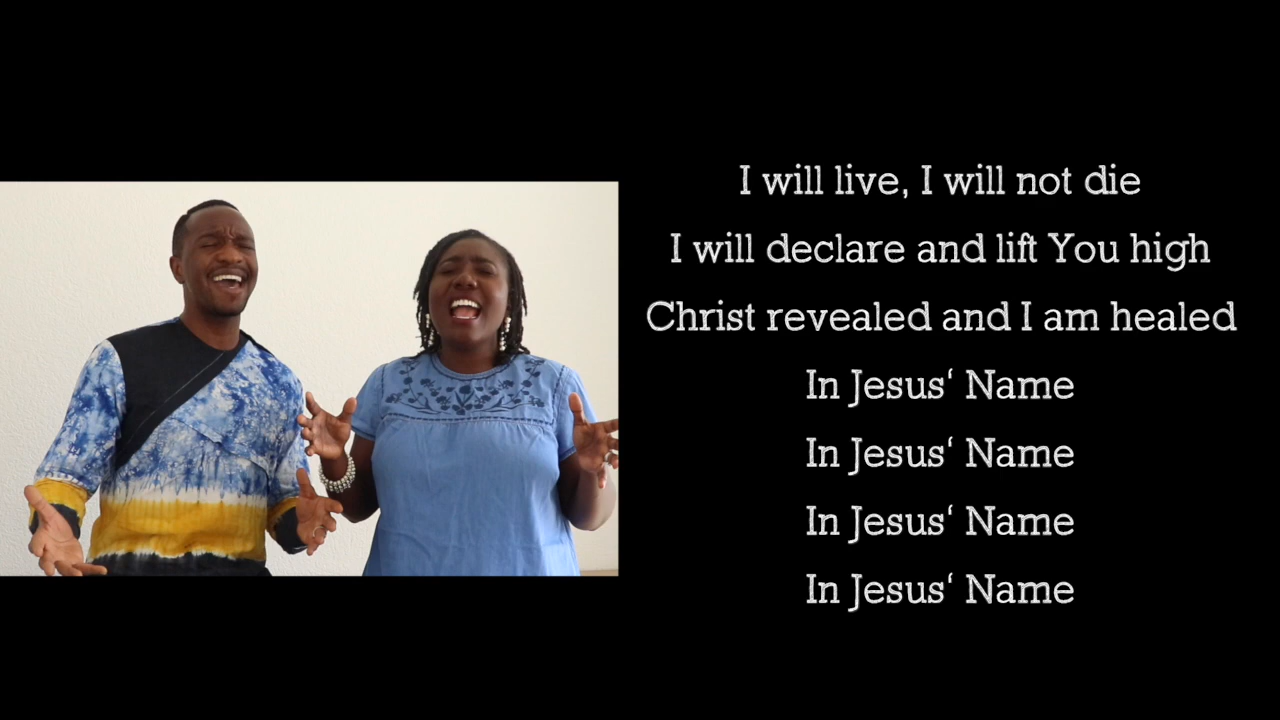 I will live, I will not die
I will declare and lift You high
Christ revealed and I am healed
In Jesus‘ Name
In Jesus‘ Name
In Jesus‘ Name
In Jesus‘ Name